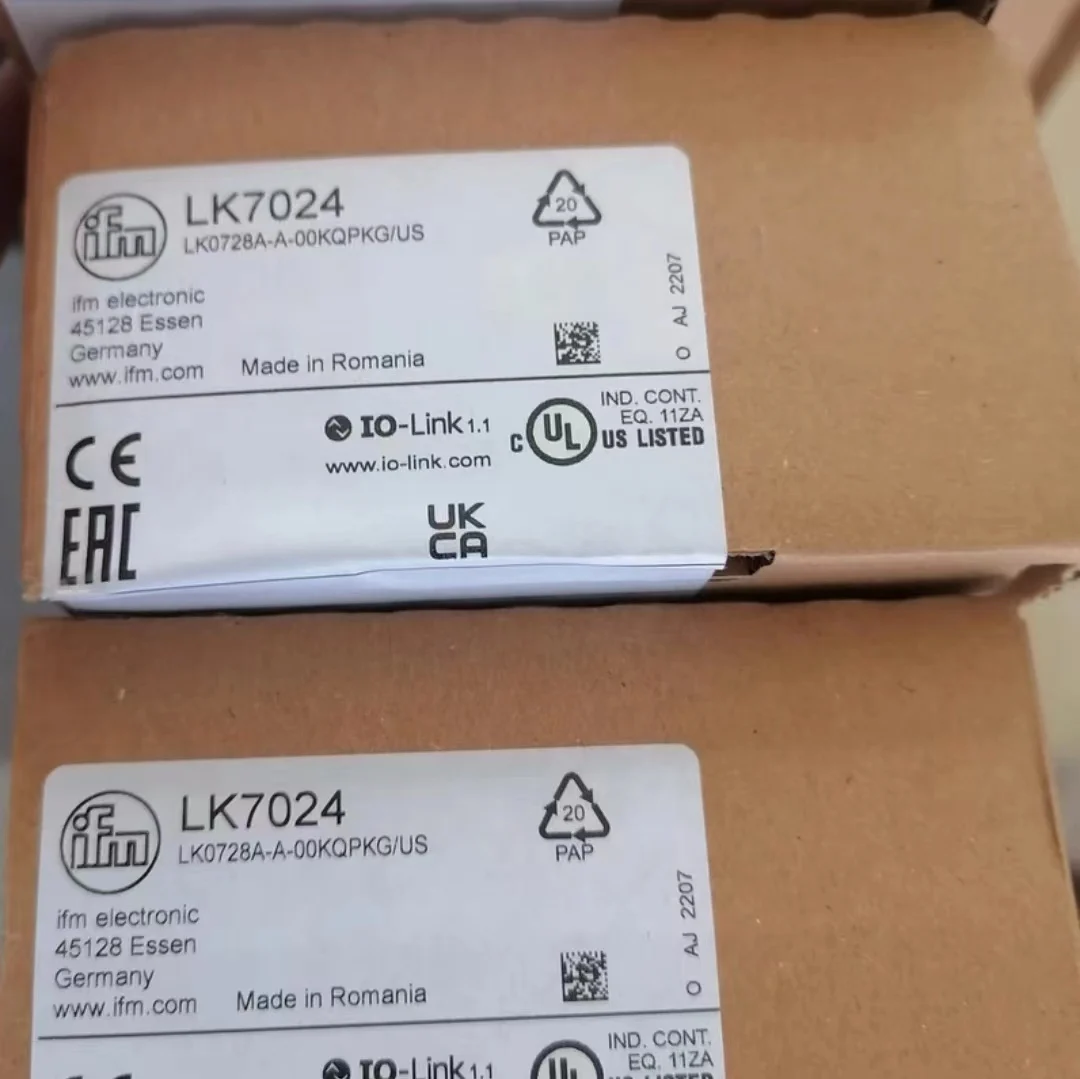 ifm
LK7024
LK0728A-A-00KQPKG/US
20
PAP
ifm electronic
45128 Essen
Germany
www.ifm.com
Made in Romania
O AJ 2207
CE
EAC
IO-Link 1.1
www.io-link.com
UK
CA
C UL US LISTED
IND. CONT.
EQ. 11ZA
ifm
LK7024
LK0728A-A-00KQPKG/US
20
PAP
ifm electronic
45128 Essen
Germany
www.ifm.com
Made in Romania
O AJ 2207
IO-Link 1.1
UL
IND. CONT.
EQ. 11ZA